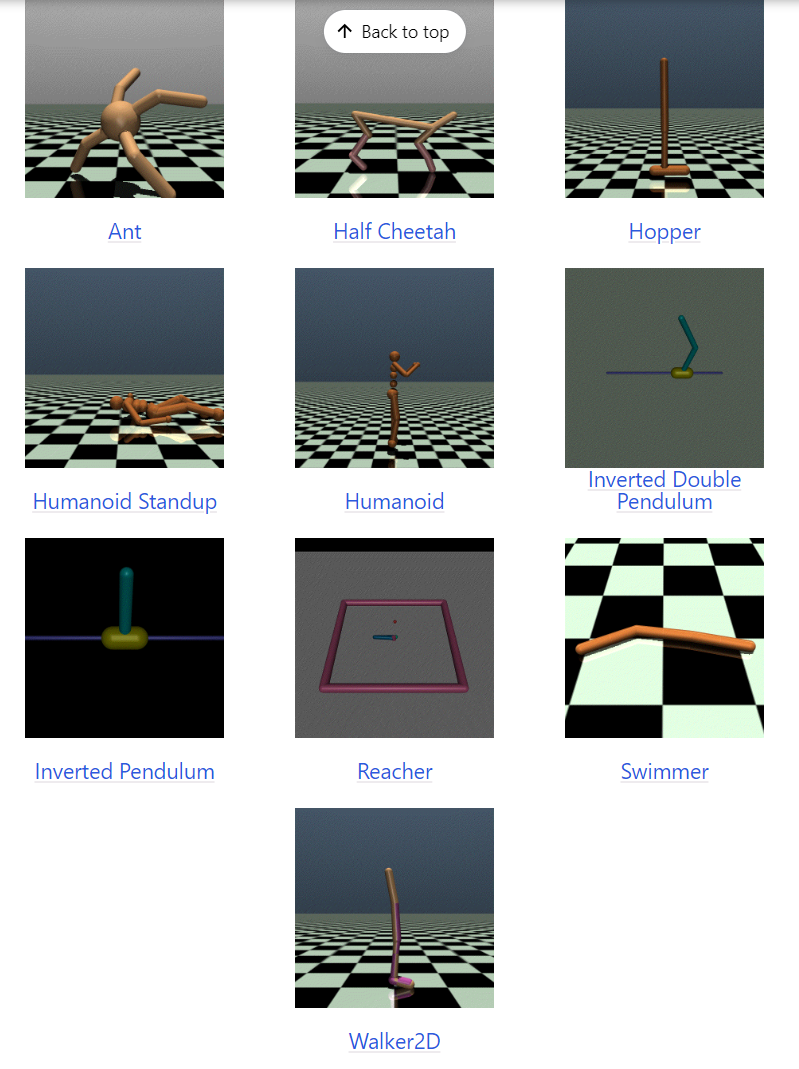 Back to top
Ant
Half Cheetah
Hopper
Humanoid Standup
Humanoid
Inverted Double
Pendulum
Inverted Pendulum
Reacher
Swimmer
Walker2D